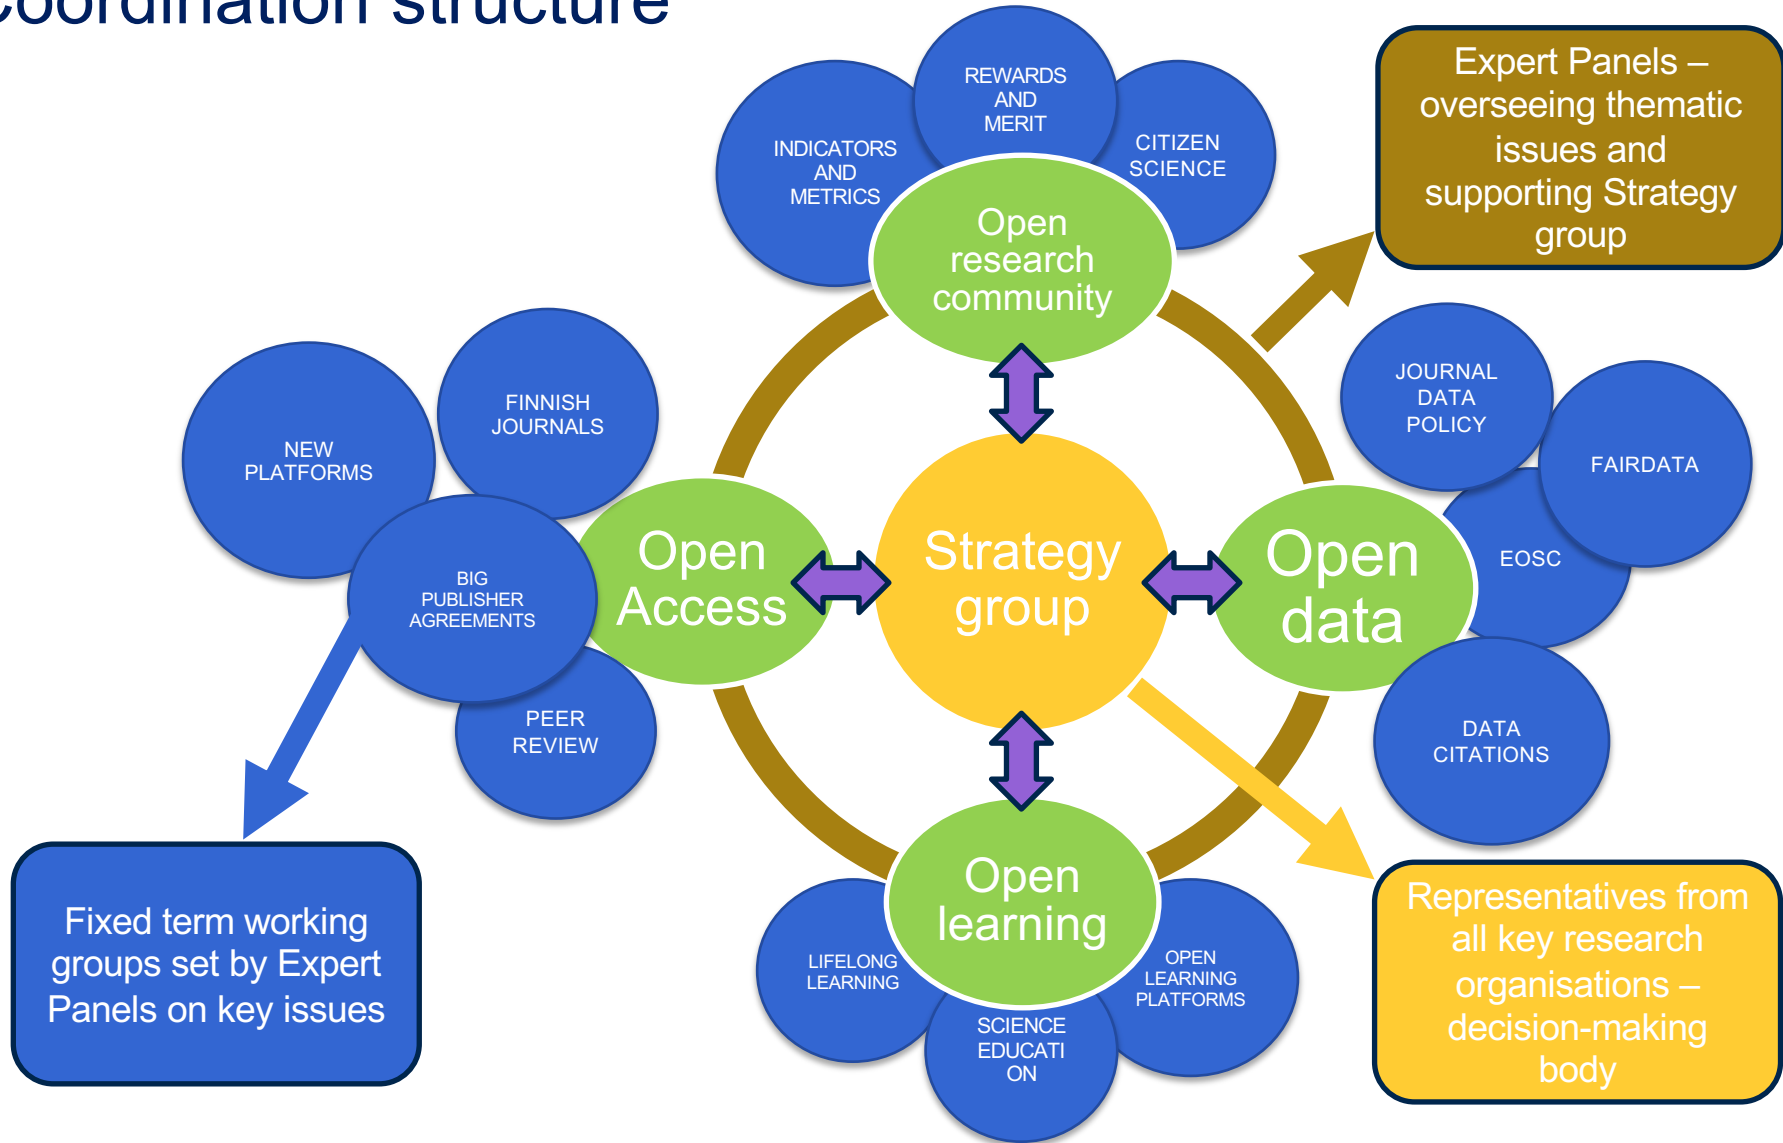 Coordination structure
REWARDS
AND
MERIT
INDICATORS
AND
METRICS
CITIZEN
SCIENCE
Open
research
community
Expert Panels –
overseeing thematic
issues and
supporting Strategy
group
NEW
PLATFORMS
FINNISH
JOURNALS
BIG
PUBLISHER
AGREEMENTS
PEER
REVIEW
Open
Access
Strategy
group
Open
data
JOURNAL
DATA
POLICY
FAIRDATA
EOSC
DATA
CITATIONS
Open
learning
LIFELONG
LEARNING
SCIENCE
EDUCATI
ON
OPEN
LEARNING
PLATFORMS
Fixed term working
groups set by Expert
Panels on key issues
Representatives from
all key research
organisations –
decision-making
body